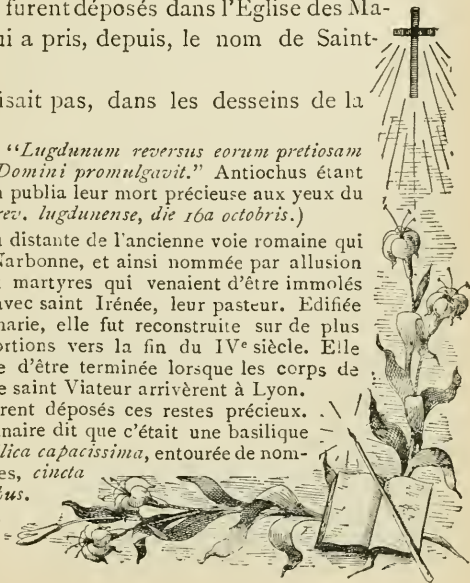 furent déposés dans l'Eglise des Ma-
i a pris, depuis, le nom de Saint-
isait pas, dans les desseins de la
"Lugdunum reversus eorum pretiosam
Domini promulgavit." Antiochus étant
publia leur mort précieuse aux yeux du
rev. lugdunense, die 16a octobris.)
distante de l'ancienne voie romaine qui
Narbonne, et ainsi nommée par allusion
martyres qui venaient d'être immolés
avec saint Irénée, leur pasteur. Edifiée
narie, elle fut reconstruite sur de plus
ortions vers la fin du IVe siècle. Elle
e d'être terminée lorsque les corps de
e saint Viateur arrivèrent à Lyon.
rent déposés ces restes précieux.
naire dit que c'était une basilique
lica capacissima, entourée de nom-
es, cincta
us.